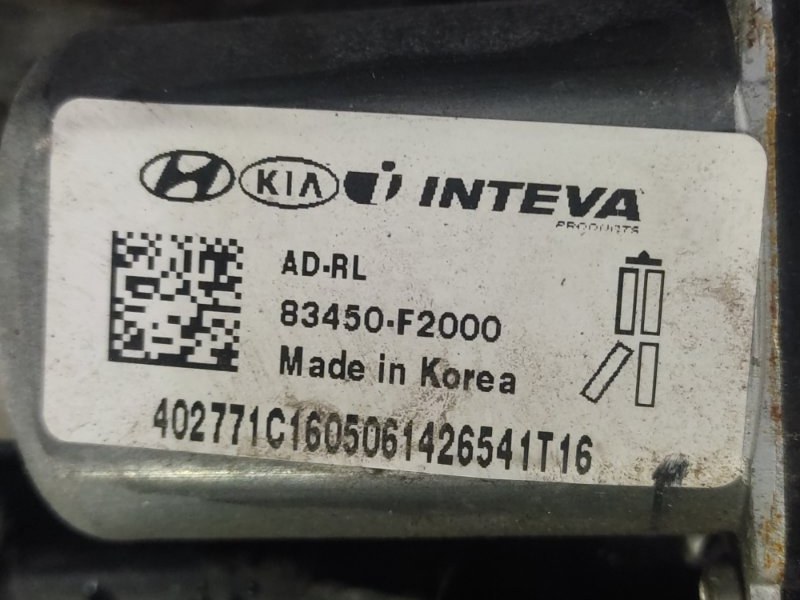 KIA INTEVA
PRODUCTS
AD-RL
83450-F2000
Made in Korea
402771C1605061426541T16